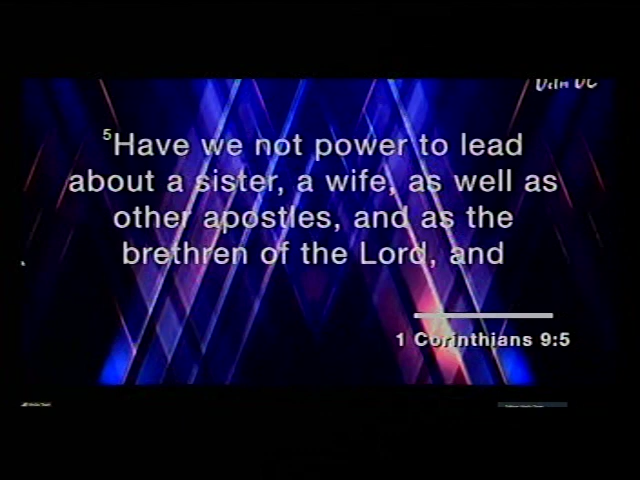 5Have we not power to lead
about a sister, a wife, as well as
other apostles, and as the
brethren of the Lord, and
1 Corinthians 9:5